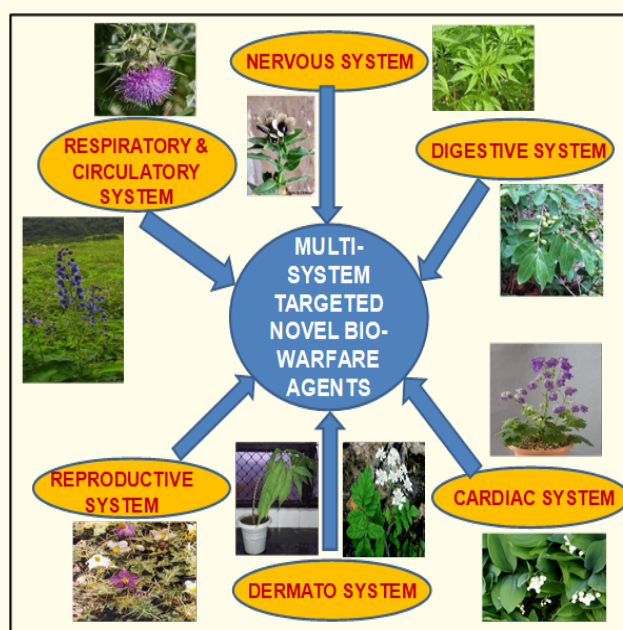 NERVOUS SYSTEM
RESPIRATORY &
CIRCULATORY
SYSTEM
DIGESTIVE SYSTEM
MULTI-
SYSTEM
TARGETED
NOVEL BIO-
WARFARE
AGENTS
REPRODUCTIVE
SYSTEM
CARDIAC SYSTEM
DERMATO SYSTEM